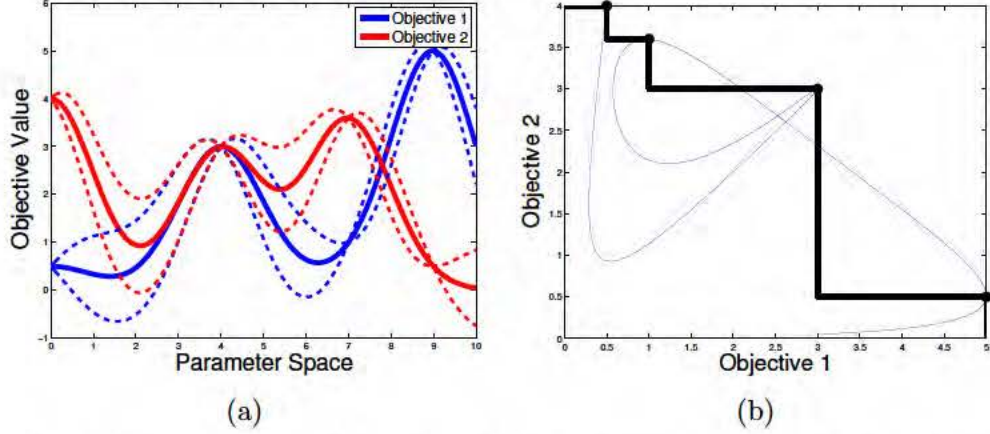 Objective 1
Objective 2
6
5
4
3
2
1
0
-1
0 1 2 3 4 5 6 7 8 9 10
Objective Value
Parameter Space
(a)
4
3.5
3
2.5
2
1.5
1
0.5
0
0 0.5 1 1.5 2 2.5 3 3.5 4 4.5 5
Objective 2
Objective 1
(b)